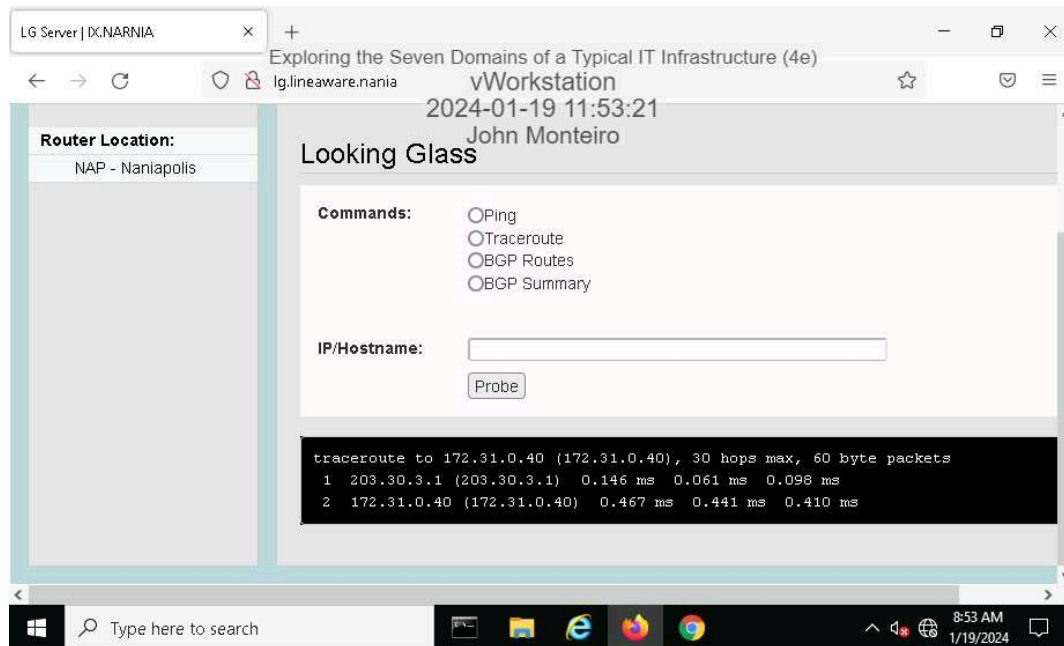 LG Server | IX.NARNIA
Exploring the Seven Domains of a Typical IT Infrastructure (4e)
lg.lineaware.nania
vWorkstation
2024-01-19 11:53:21
John Monteiro
Router Location:
NAP - Naniapolis
Looking Glass
Commands:
Ping
Traceroute
BGP Routes
BGP Summary
IP/Hostname:
Probe
traceroute to 172.31.0.40 (172.31.0.40), 30 hops max, 60 byte packets
1 203.30.3.1 (203.30.3.1) 0.146 ms 0.061 ms 0.098 ms
2 172.31.0.40 (172.31.0.40) 0.467 ms 0.441 ms 0.410 ms
Type here to search
8:53 AM
1/19/2024